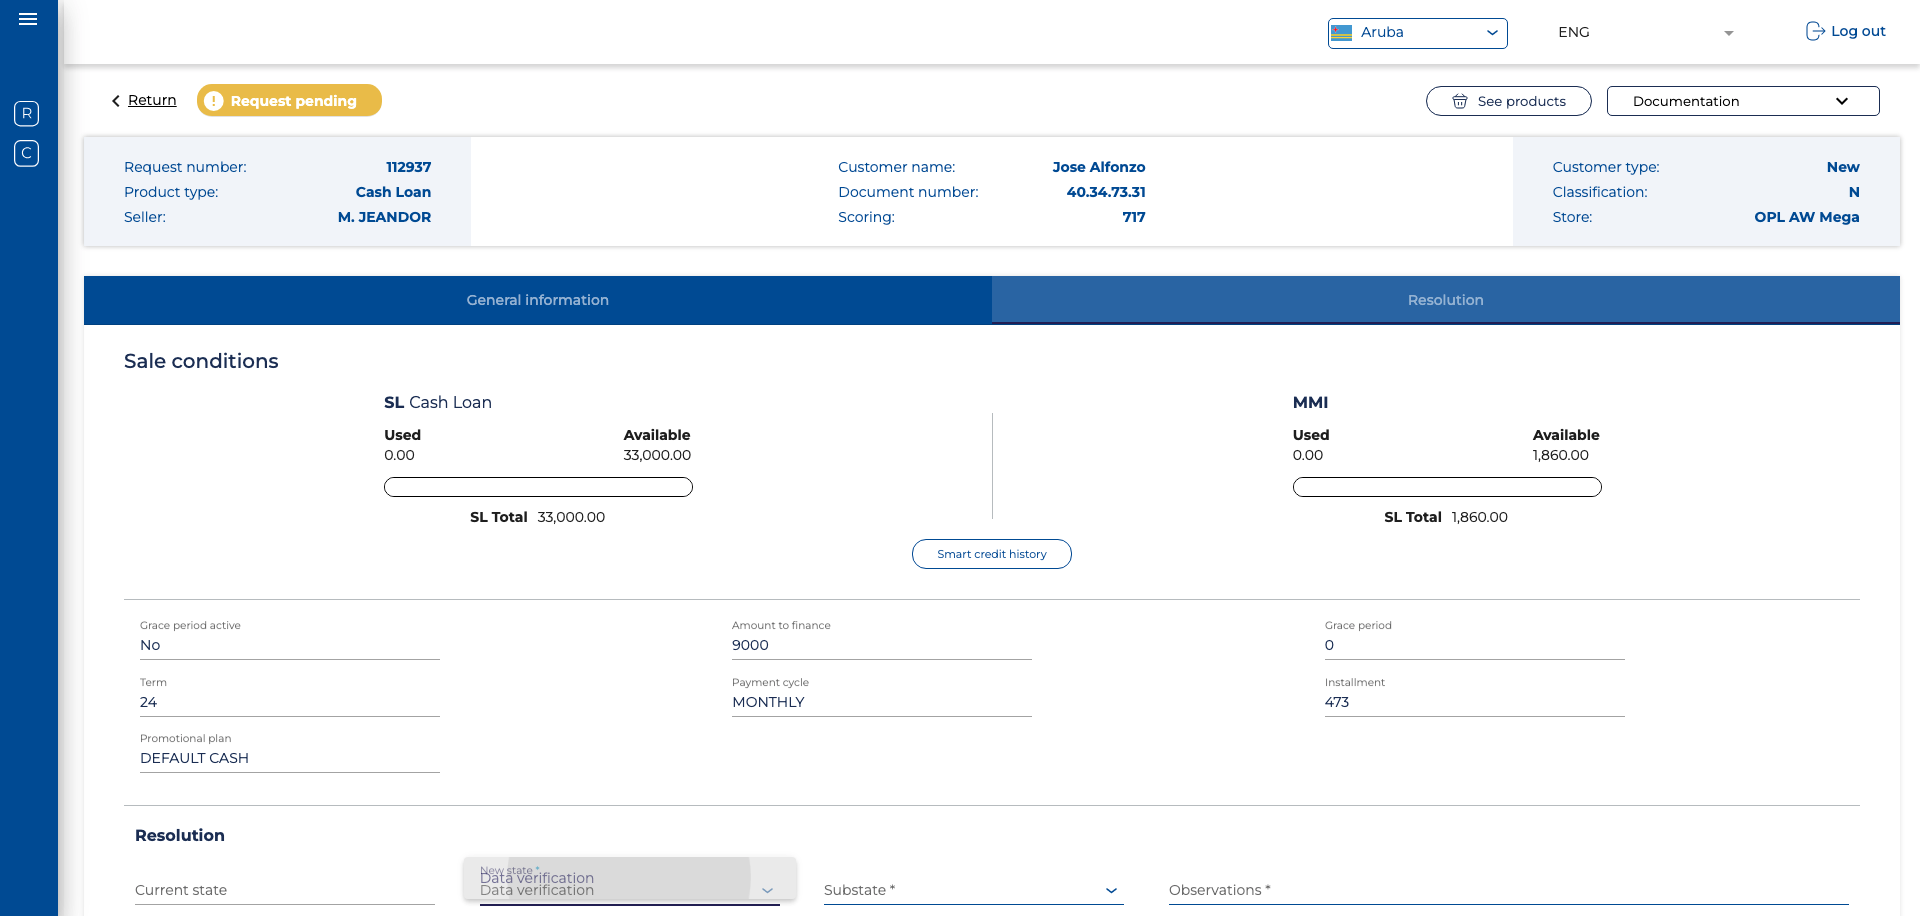 Aruba
ENG
Log out
R
C
Return
Request pending
See products
Documentation
Request number: 112937
Product type: Cash Loan
Seller: M. JEANDOR
Customer name: Jose Alfonzo
Document number: 40.34.73.31
Scoring: 717
Customer type: New
Classification: N
Store: OPL AW Mega
General information
Resolution
Sale conditions
SL Cash Loan
Used Available
0.00 33,000.00
SL Total 33,000.00
MMI
Used Available
0.00 1,860.00
SL Total 1,860.00
Smart credit history
Grace period active
No
Amount to finance
9000
Grace period
0
Term
24
Payment cycle
MONTHLY
Installment
473
Promotional plan
DEFAULT CASH
Resolution
Current state
New state *
Data verification
Data verification
Substate *
Observations *